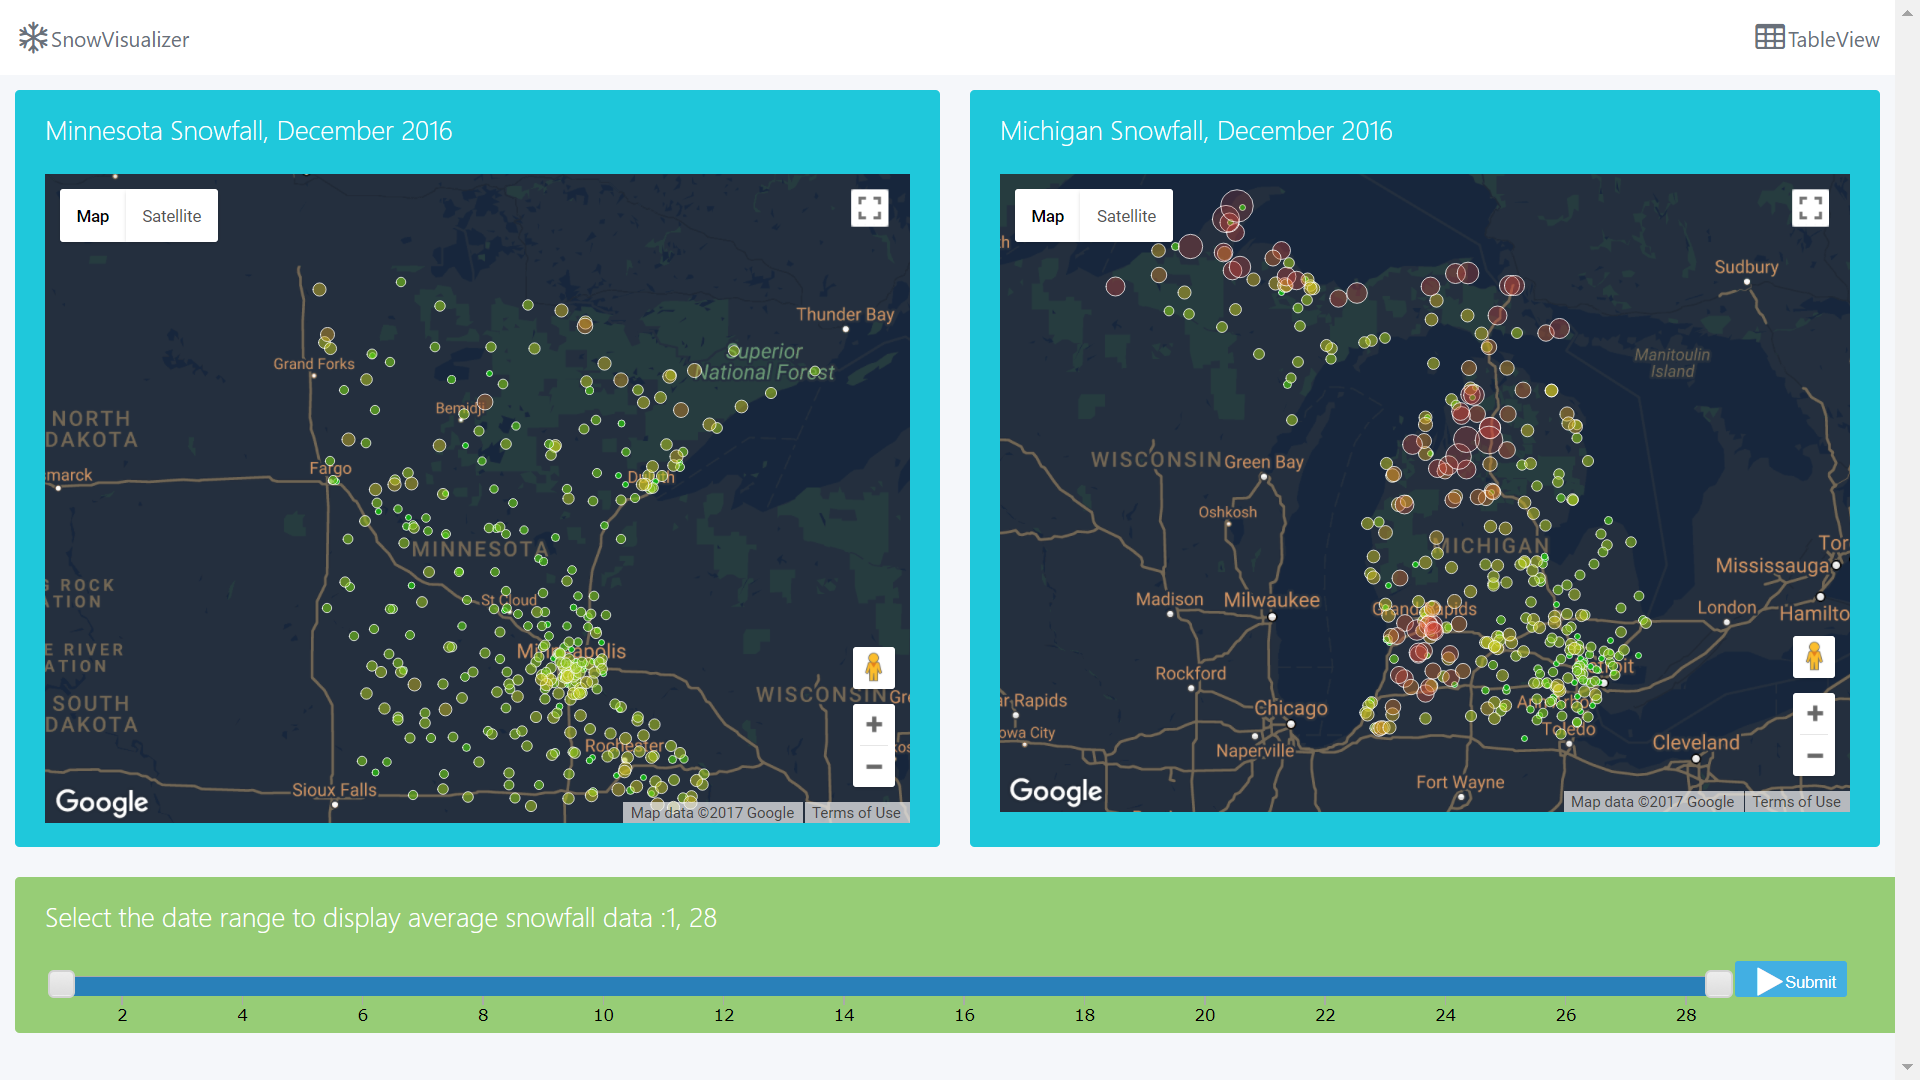 SnowVisualizer
TableView
Minnesota Snowfall, December 2016
Map
Satellite
Thunder Bay
Superior
National Forest
Grand Forks
NORTH
DAKOTA
Bemidji
Fargo
marck
Duluth
MINNESOTA
G ROCK
ATION
St Cloud
E RIVER
ATION
Minneapolis
SOUTH
DAKOTA
WISCONSIN
Gre
Rochester
kos
Sioux Falls
Google
Map data ©2017 Google
Terms of Use
Michigan Snowfall, December 2016
Map
Satellite
th
Sudbury
Manitoulin
Island
WISCONSIN
Green Bay
Oshkosh
MICHIGAN
Tor
Mississauga
Madison
Milwaukee
Grand Rapids
London
Hamilto
Rockford
Detroit
ar Rapids
Chicago
owa City
Naperville
Toledo
Cleveland
Fort Wayne
Google
Map data ©2017 Google
Terms of Use
Select the date range to display average snowfall data :1, 28
Submit
2 4 6 8 10 12 14 16 18 20 22 24 26 28